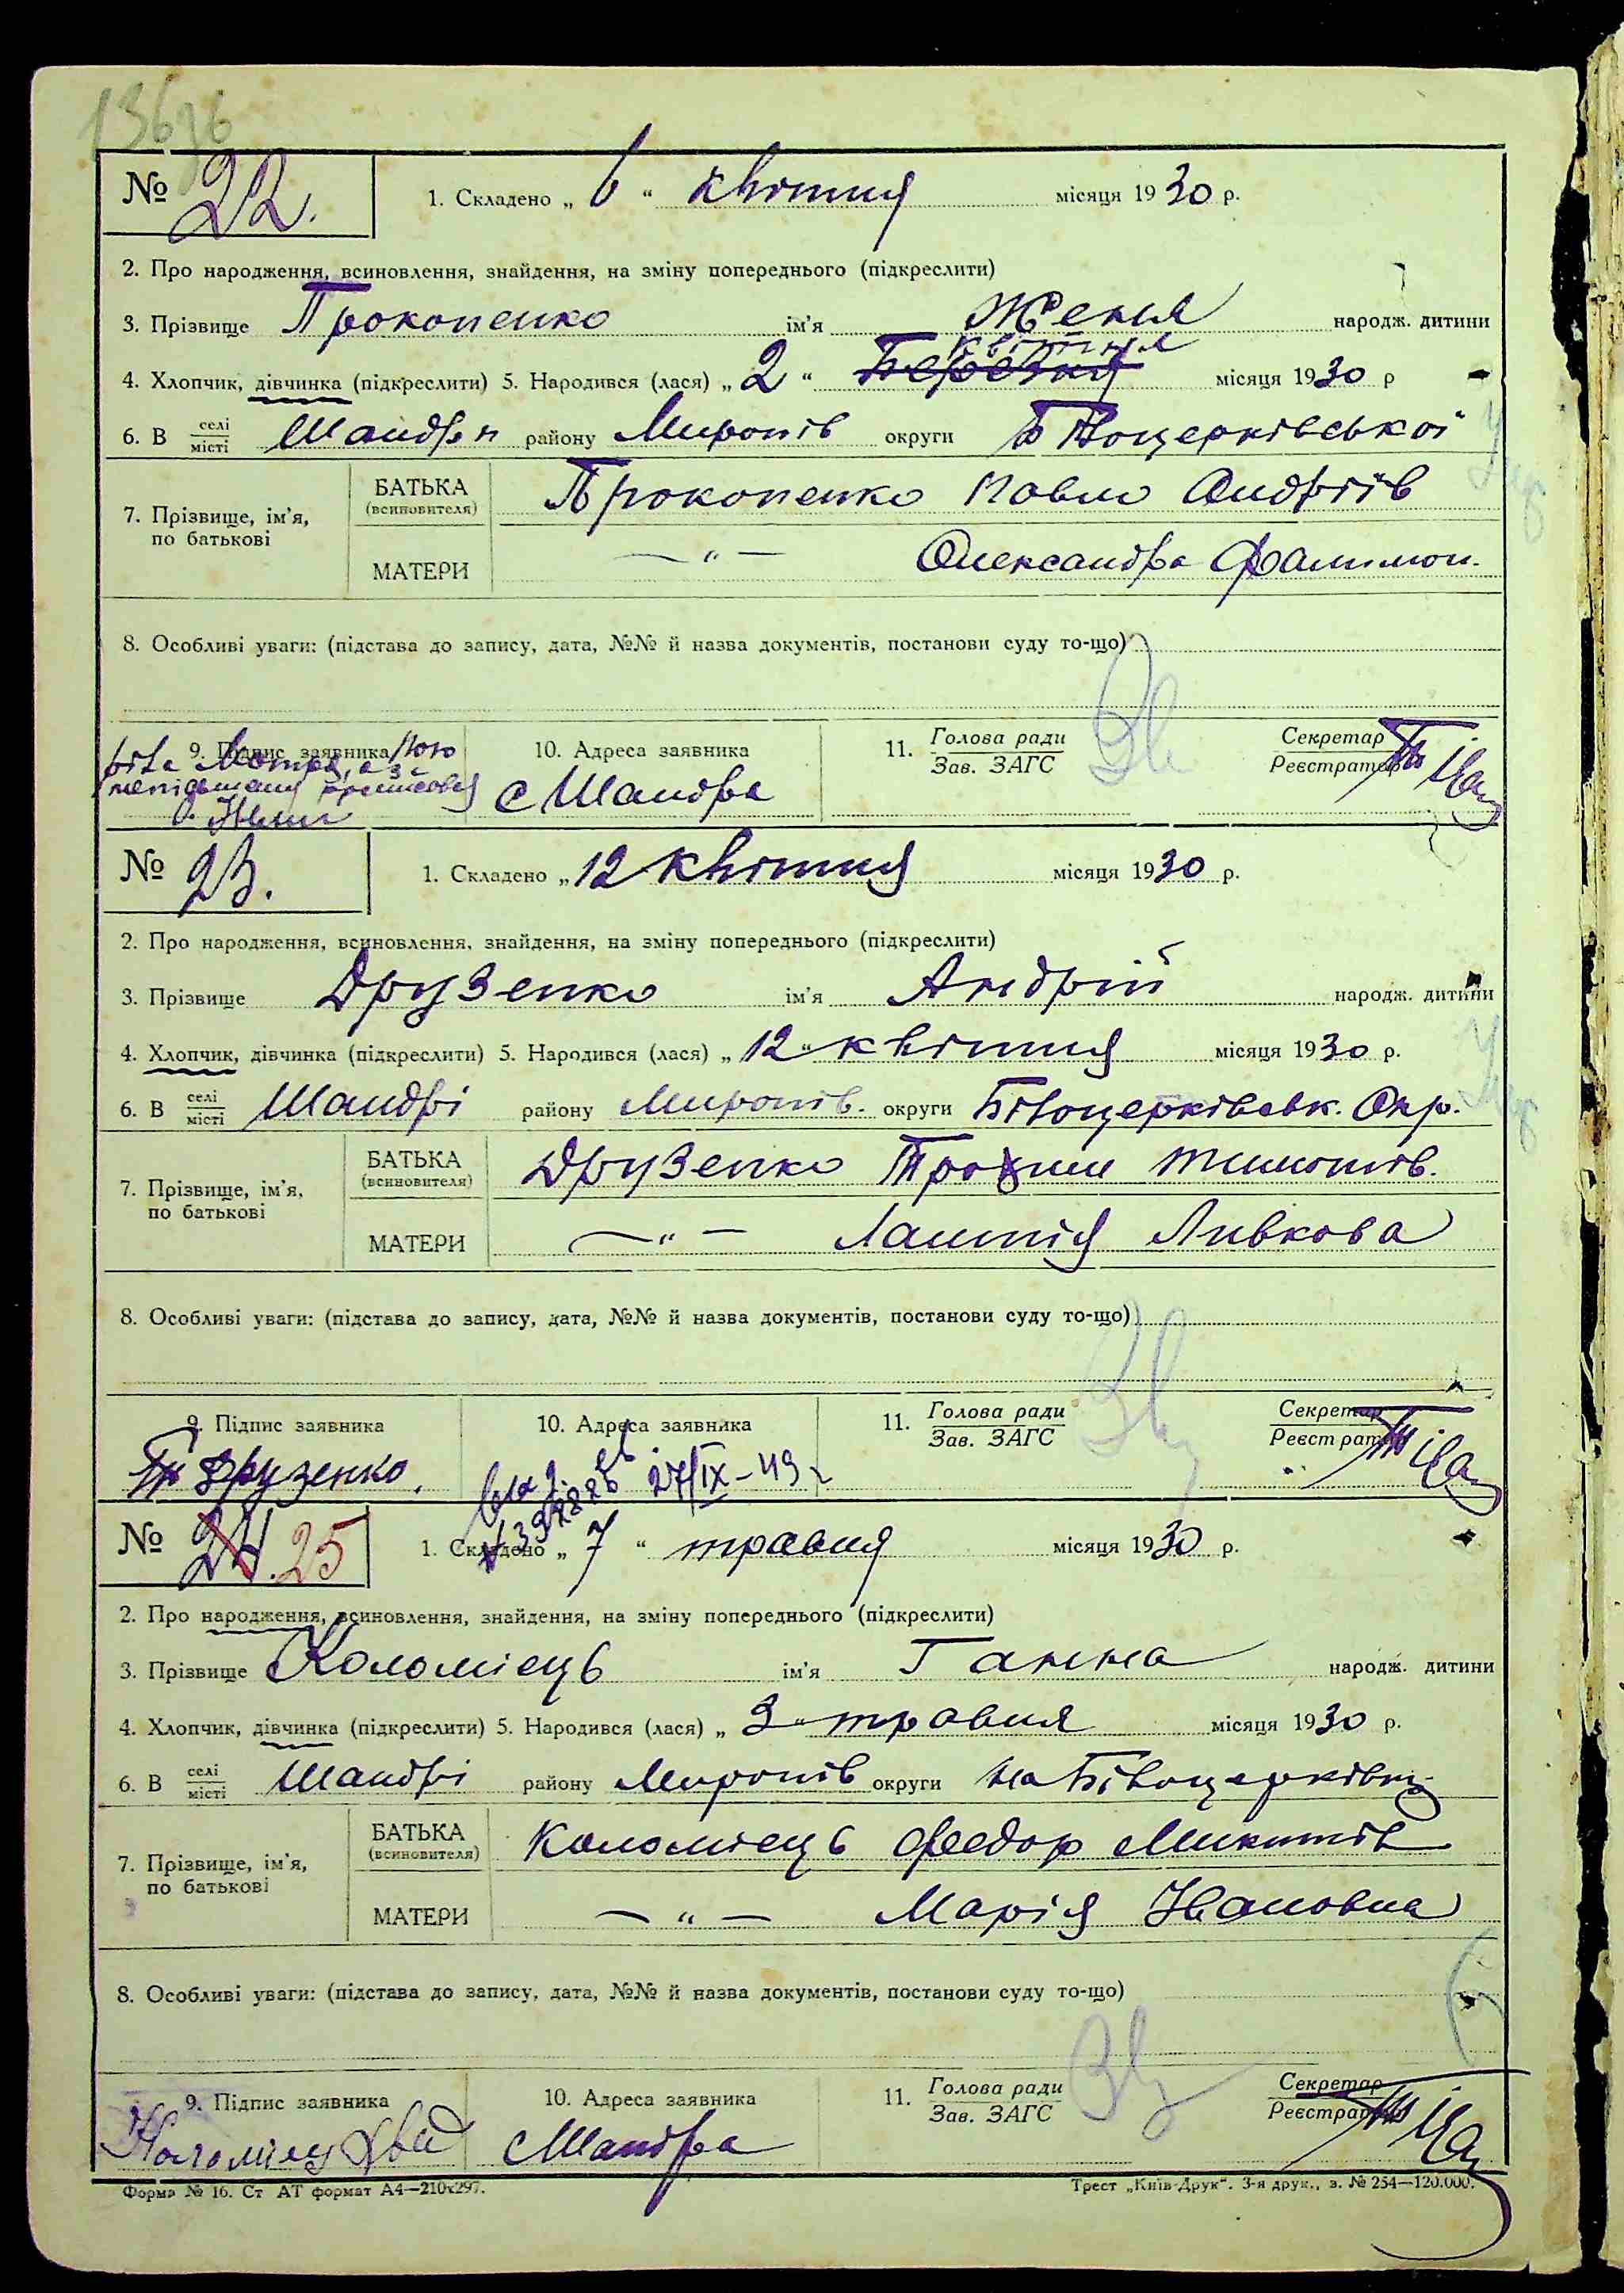 136зв
№ 22. 1. Складено „ 6 “ квітня місяця 1930 р.
2. Про народження, всиновлення, знайдення, на зміну попереднього (підкреслити)
3. Прізвище Прокопенко ім'я Женя народж. дитини
квітня
4. Хлопчик, дівчинка (підкреслити) 5. Народився (лася) „ 2 “ Березня місяця 1930 р
6. В селі/місті Шандрі району Миронів округи Білоцерківської
7. Прізвище, ім'я, по батькові
БАТЬКА (всиновителя) Прокопенко Павло Андріїв
МАТЕРИ —„— Олександра Филимон.
8. Особливі уваги: (підстава до запису, дата, №№ й назва документів, постанови суду то-що)
9. Підпис заявника 10. Адреса заявника 11. Голова ради/Зав. ЗАГС Секретар/Реєстратор
с Шандра
№ 23. 1. Складено „ 12 квітня місяця 1930 р.
2. Про народження, всиновлення, знайдення, на зміну попереднього (підкреслити)
3. Прізвище Друзенко ім'я Андрій народж. дитини
4. Хлопчик, дівчинка (підкреслити) 5. Народився (лася) „ 12 “ квітня місяця 1930 р.
6. В селі/місті Шандрі району Миронів. округи Білоцерківськ. Окр.
7. Прізвище, ім'я, по батькові
БАТЬКА (всиновителя) Друзенко Трохим Тимотів.
МАТЕРИ —„— Левкова
8. Особливі уваги: (підстава до запису, дата, №№ й назва документів, постанови суду то-що)
9. Підпис заявника 10. Адреса заявника 11. Голова ради/Зав. ЗАГС Секретар/Реєстратор
Тр Друзенко. 27/IX-49 г
№ 24. 25 1. Складено „ 7 “ травня місяця 1930 р.
2. Про народження, всиновлення, знайдення, на зміну попереднього (підкреслити)
3. Прізвище Коломієць ім'я Ганна народж. дитини
4. Хлопчик, дівчинка (підкреслити) 5. Народився (лася) „ 3 “ травня місяця 1930 р.
6. В селі/місті Шандрі району Миронів округи на Білоцерківщ
7. Прізвище, ім'я, по батькові
БАТЬКА (всиновителя) Коломієць Федор Микитів
МАТЕРИ —„— Марія Івановна
8. Особливі уваги: (підстава до запису, дата, №№ й назва документів, постанови суду то-що)
9. Підпис заявника 10. Адреса заявника 11. Голова ради/Зав. ЗАГС Секретар/Реєстратор
Коломієц с Шандра
Форма № 16. Ст АТ формат А4—210х297. Трест „Київ-Друк“. 3-я друк., з. № 254—120.000.